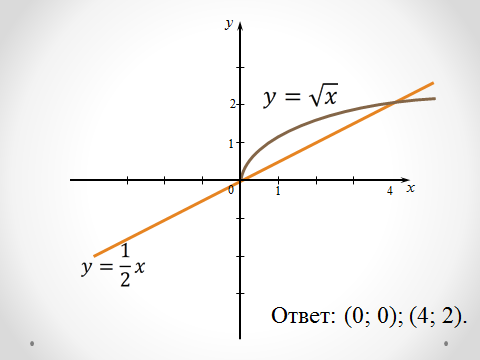 y
y = √x
2
1
0
1
4
x
y = 1/2 x
Ответ: (0; 0); (4; 2).